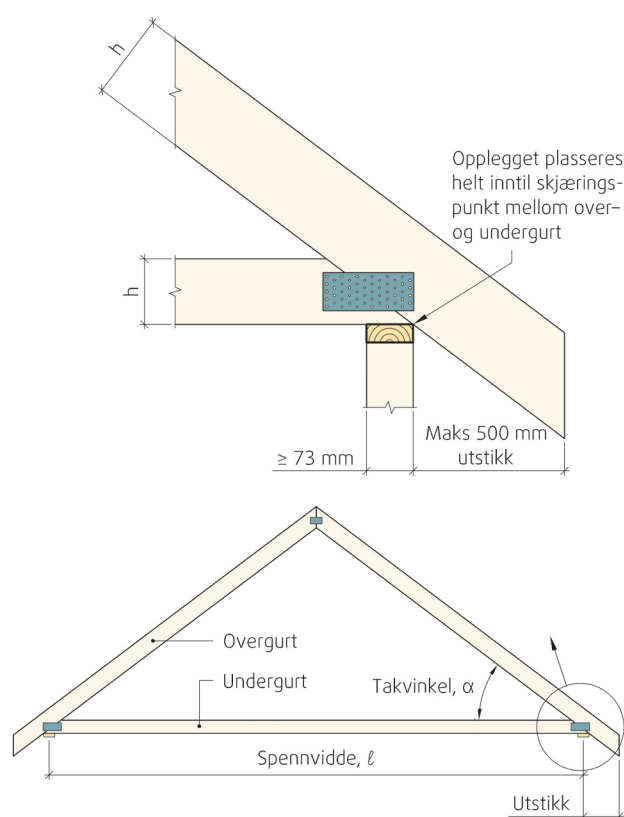 h
Opplegget plasseres
helt inntil skjærings-
punkt mellom over–
og undergurt
h
Maks 500 mm
utstikk
≥ 73 mm
Overgurt
Undergurt
Takvinkel, α
Spennvidde, ℓ
Utstikk